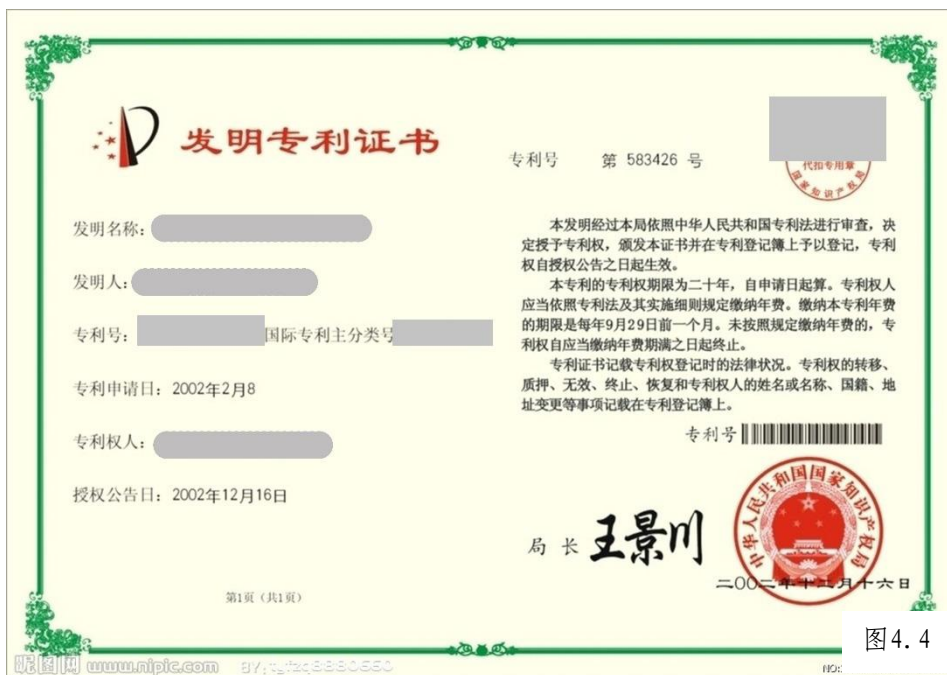 发明专利证书
专利号 第 583426 号
代扣专用章
国家知识产权局
发明名称:
发明人:
专利号: 国际专利主分类号
专利申请日: 2002年2月8
专利权人:
授权公告日: 2002年12月16日
第1页 (共1页)
本发明经过本局依照中华人民共和国专利法进行审查,决
定授予专利权,颁发本证书并在专利登记簿上予以登记,专利
权自授权公告之日起生效。
本专利的专利权期限为二十年,自申请日起算。专利权人
应当依照专利法及其实施细则规定缴纳年费。缴纳本专利年费
的期限是每年9月29日前一个月。未按照规定缴纳年费的,专
利权自应当缴纳年费期满之日起终止。
专利证书记载专利权登记时的法律状况。专利权的转移、
质押、无效、终止、恢复和专利权人的姓名或名称、国籍、地
址变更等事项记载在专利登记簿上。
专利号
局 长 王景川
中华人民共和国国家知识产权局
二00二年十二月十六日
图4.4
昵图网 www.nipic.com
NO: